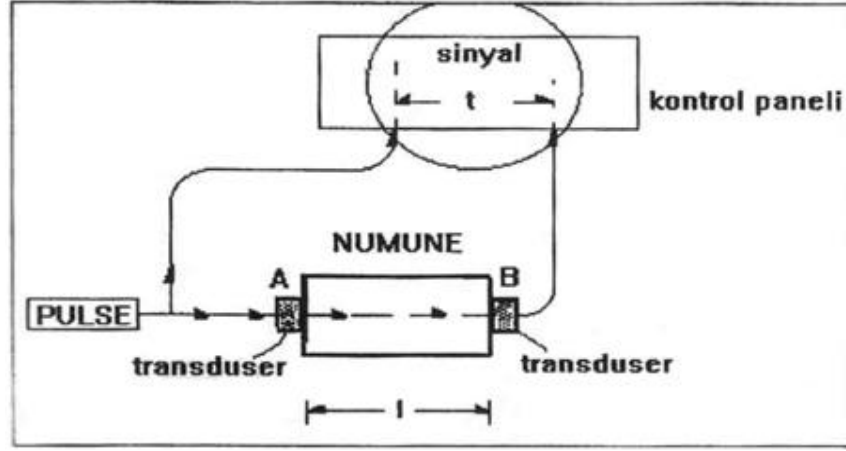 sinyal
t
kontrol paneli
NUMUNE
A
B
PULSE
transduser
transduser
l